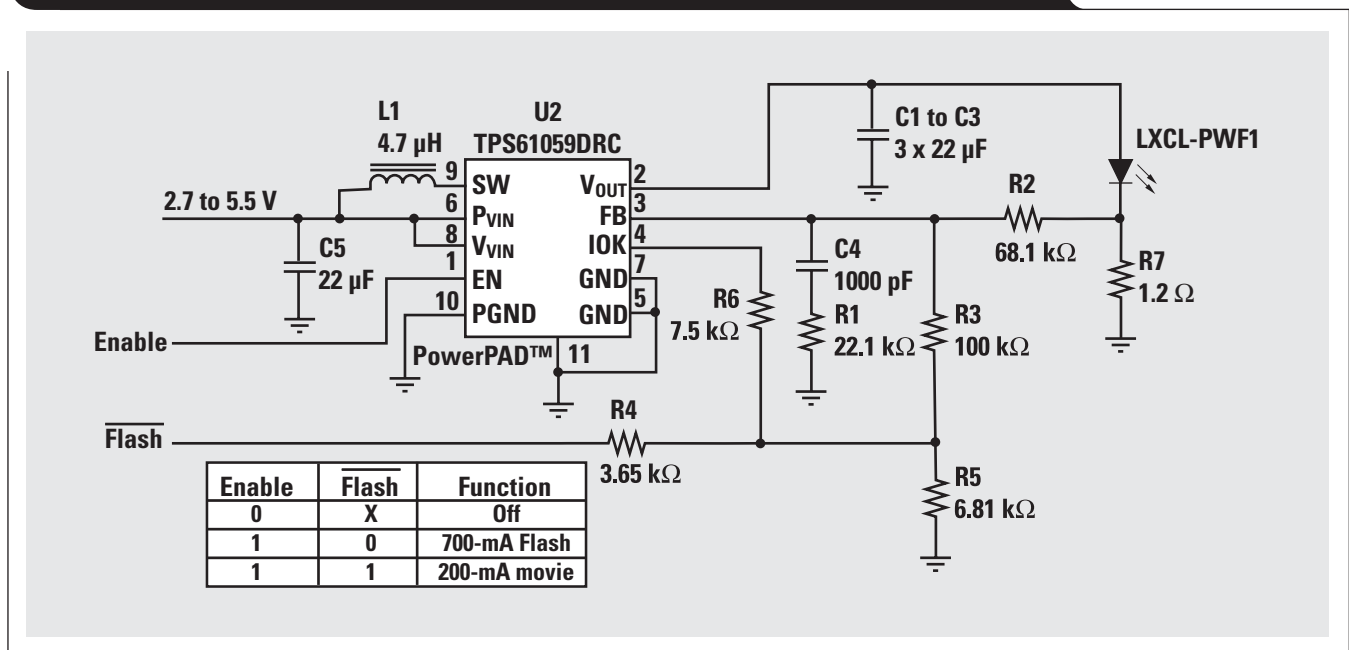 L1
4.7 µH
U2
TPS61059DRC
C1 to C3
3 x 22 µF
LXCL-PWF1
9
SW
VOUT
2
R2
2.7 to 5.5 V
6
PVIN
FB
3
8
VVIN
IOK
4
68.1 kΩ
C5
22 µF
1
EN
GND
7
C4
1000 pF
R7
1.2 Ω
10
PGND
GND
5
R6
7.5 kΩ
R1
22.1 kΩ
R3
100 kΩ
Enable
PowerPAD™
11
Flash
R4
3.65 kΩ
R5
6.81 kΩ
Enable Flash Function
0 X Off
1 0 700-mA Flash
1 1 200-mA movie